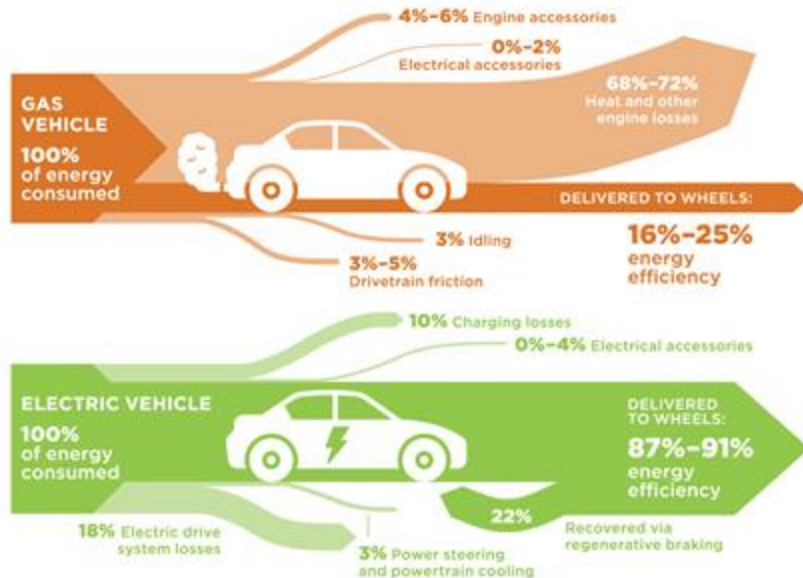 4%–6% Engine accessories
0%–2%
Electrical accessories
68%–72%
Heat and other
engine losses
GAS
VEHICLE
100%
of energy
consumed
DELIVERED TO WHEELS:
16%–25%
energy
efficiency
3% Idling
3%–5%
Drivetrain friction
10% Charging losses
0%–4% Electrical accessories
ELECTRIC VEHICLE
100%
of energy
consumed
DELIVERED
TO WHEELS:
87%–91%
energy
efficiency
22%
Recovered via
regenerative braking
18% Electric drive
system losses
3% Power steering
and powertrain cooling